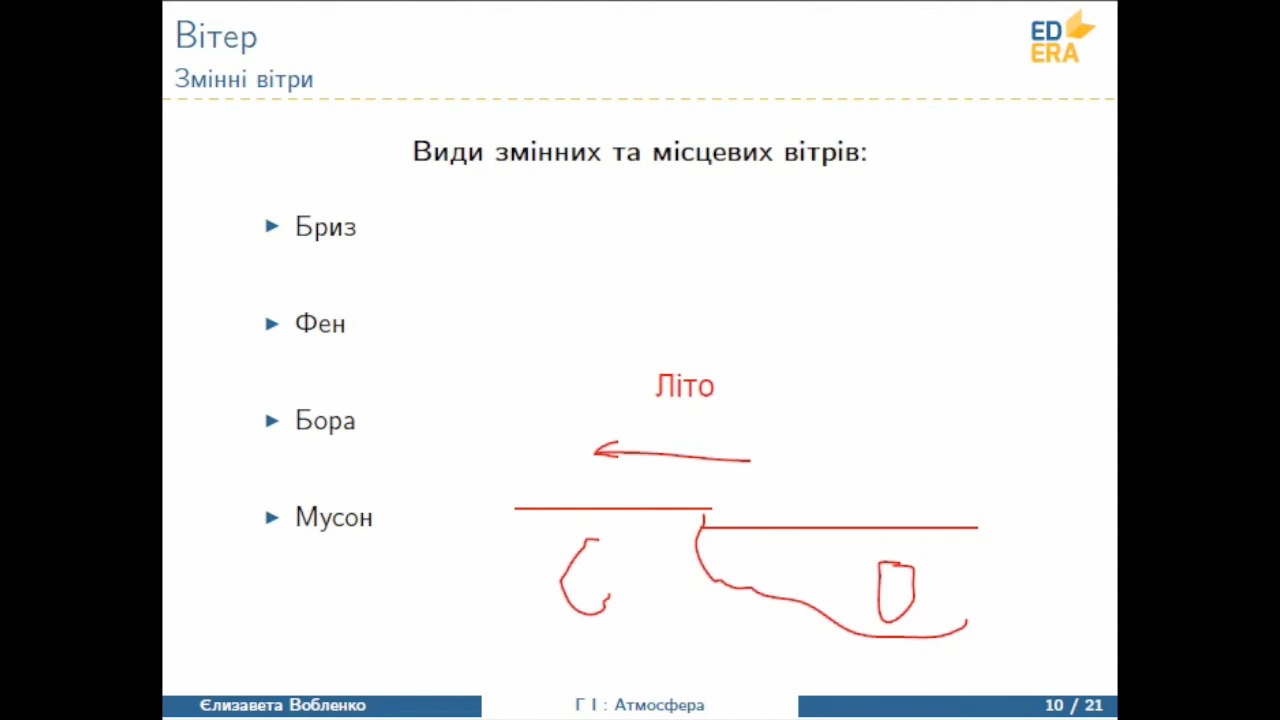 Вітер
Змінні вітри
ED
ERA
Види змінних та місцевих вітрів:
Бриз
Фен
Бора
Мусон
Літо
С
О
Єлизавета Вобленко
Г І : Атмосфера
10 / 21